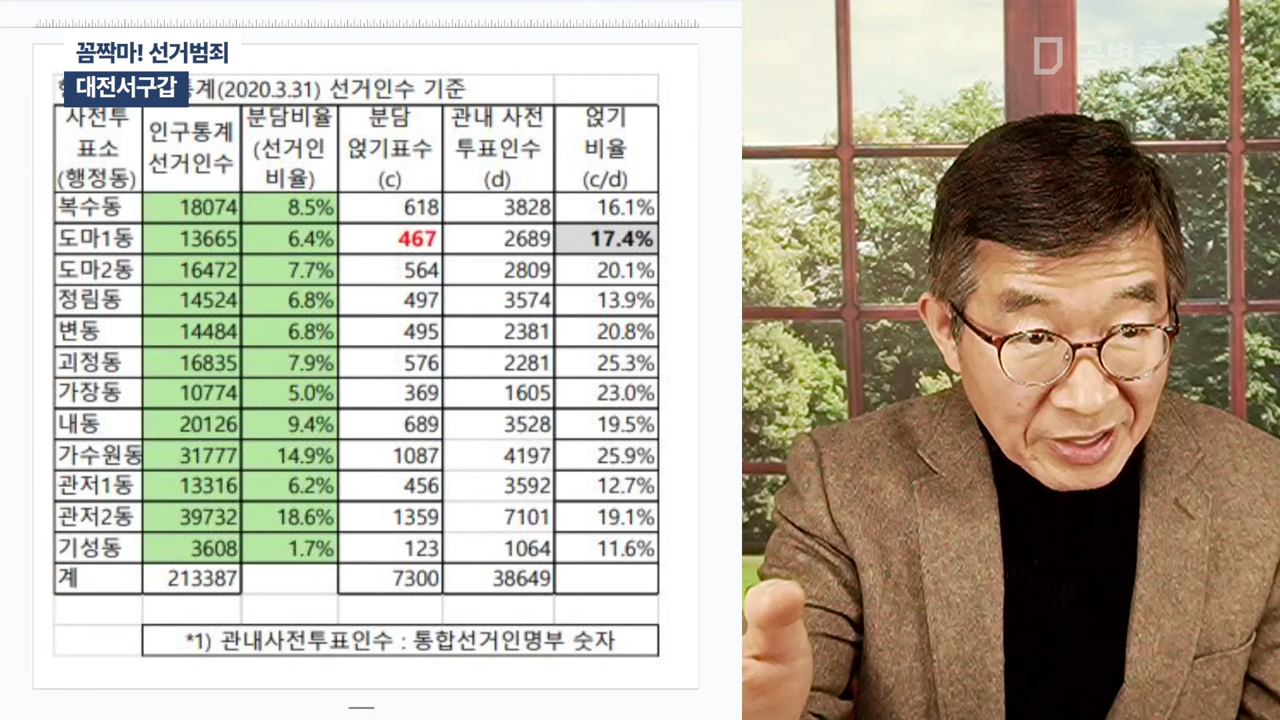 꼼짝마! 선거범죄
대전서구갑
통계(2020.3.31) 선거인수 기준
사전투표소 (행정동) 인구통계 선거인수 분담비율 (선거인 비율) 분담 얹기표수 (c) 관내 사전 투표인수 (d) 얹기 비율 (c/d)
복수동 18074 8.5% 618 3828 16.1%
도마1동 13665 6.4% 467 2689 17.4%
도마2동 16472 7.7% 564 2809 20.1%
정림동 14524 6.8% 497 3574 13.9%
변동 14484 6.8% 495 2381 20.8%
괴정동 16835 7.9% 576 2281 25.3%
가장동 10774 5.0% 369 1605 23.0%
내동 20126 9.4% 689 3528 19.5%
가수원동 31777 14.9% 1087 4197 25.9%
관저1동 13316 6.2% 456 3592 12.7%
관저2동 39732 18.6% 1359 7101 19.1%
기성동 3608 1.7% 123 1064 11.6%
계 213387 7300 38649
*1) 관내사전투표인수 : 통합선거인명부 숫자